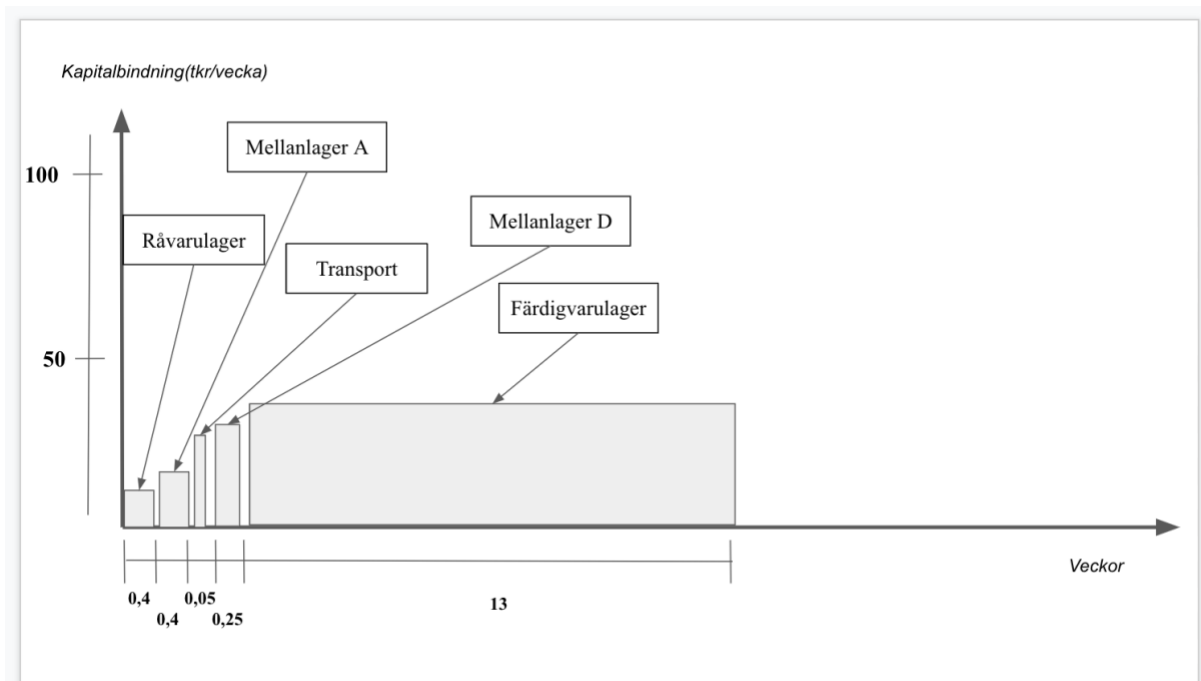 Kapitalbindning(tkr/vecka)
Mellanlager A
100
Mellanlager D
Råvarulager
Transport
Färdigvarulager
50
Veckor
0,4
0,05
13
0,4
0,25